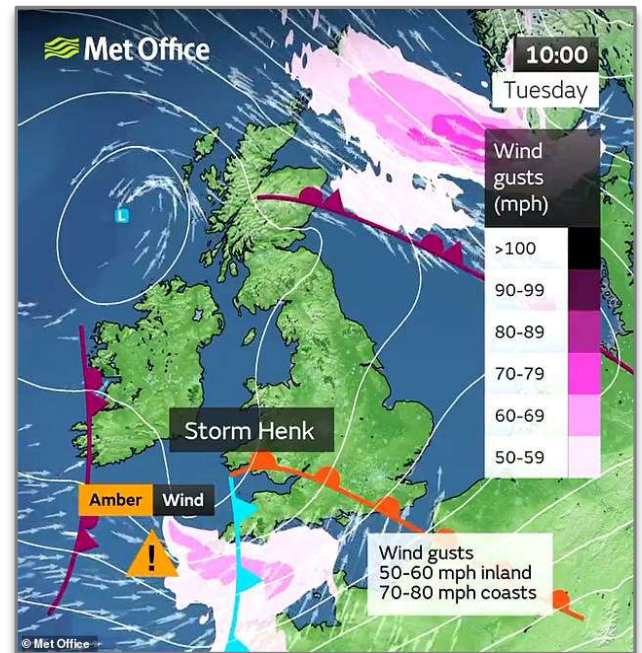 Met Office
10:00
Tuesday
Wind
gusts
(mph)
>100
90-99
80-89
70-79
60-69
50-59
L
Storm Henk
Amber Wind
!
Wind gusts
50-60 mph inland
70-80 mph coasts
© Met Office